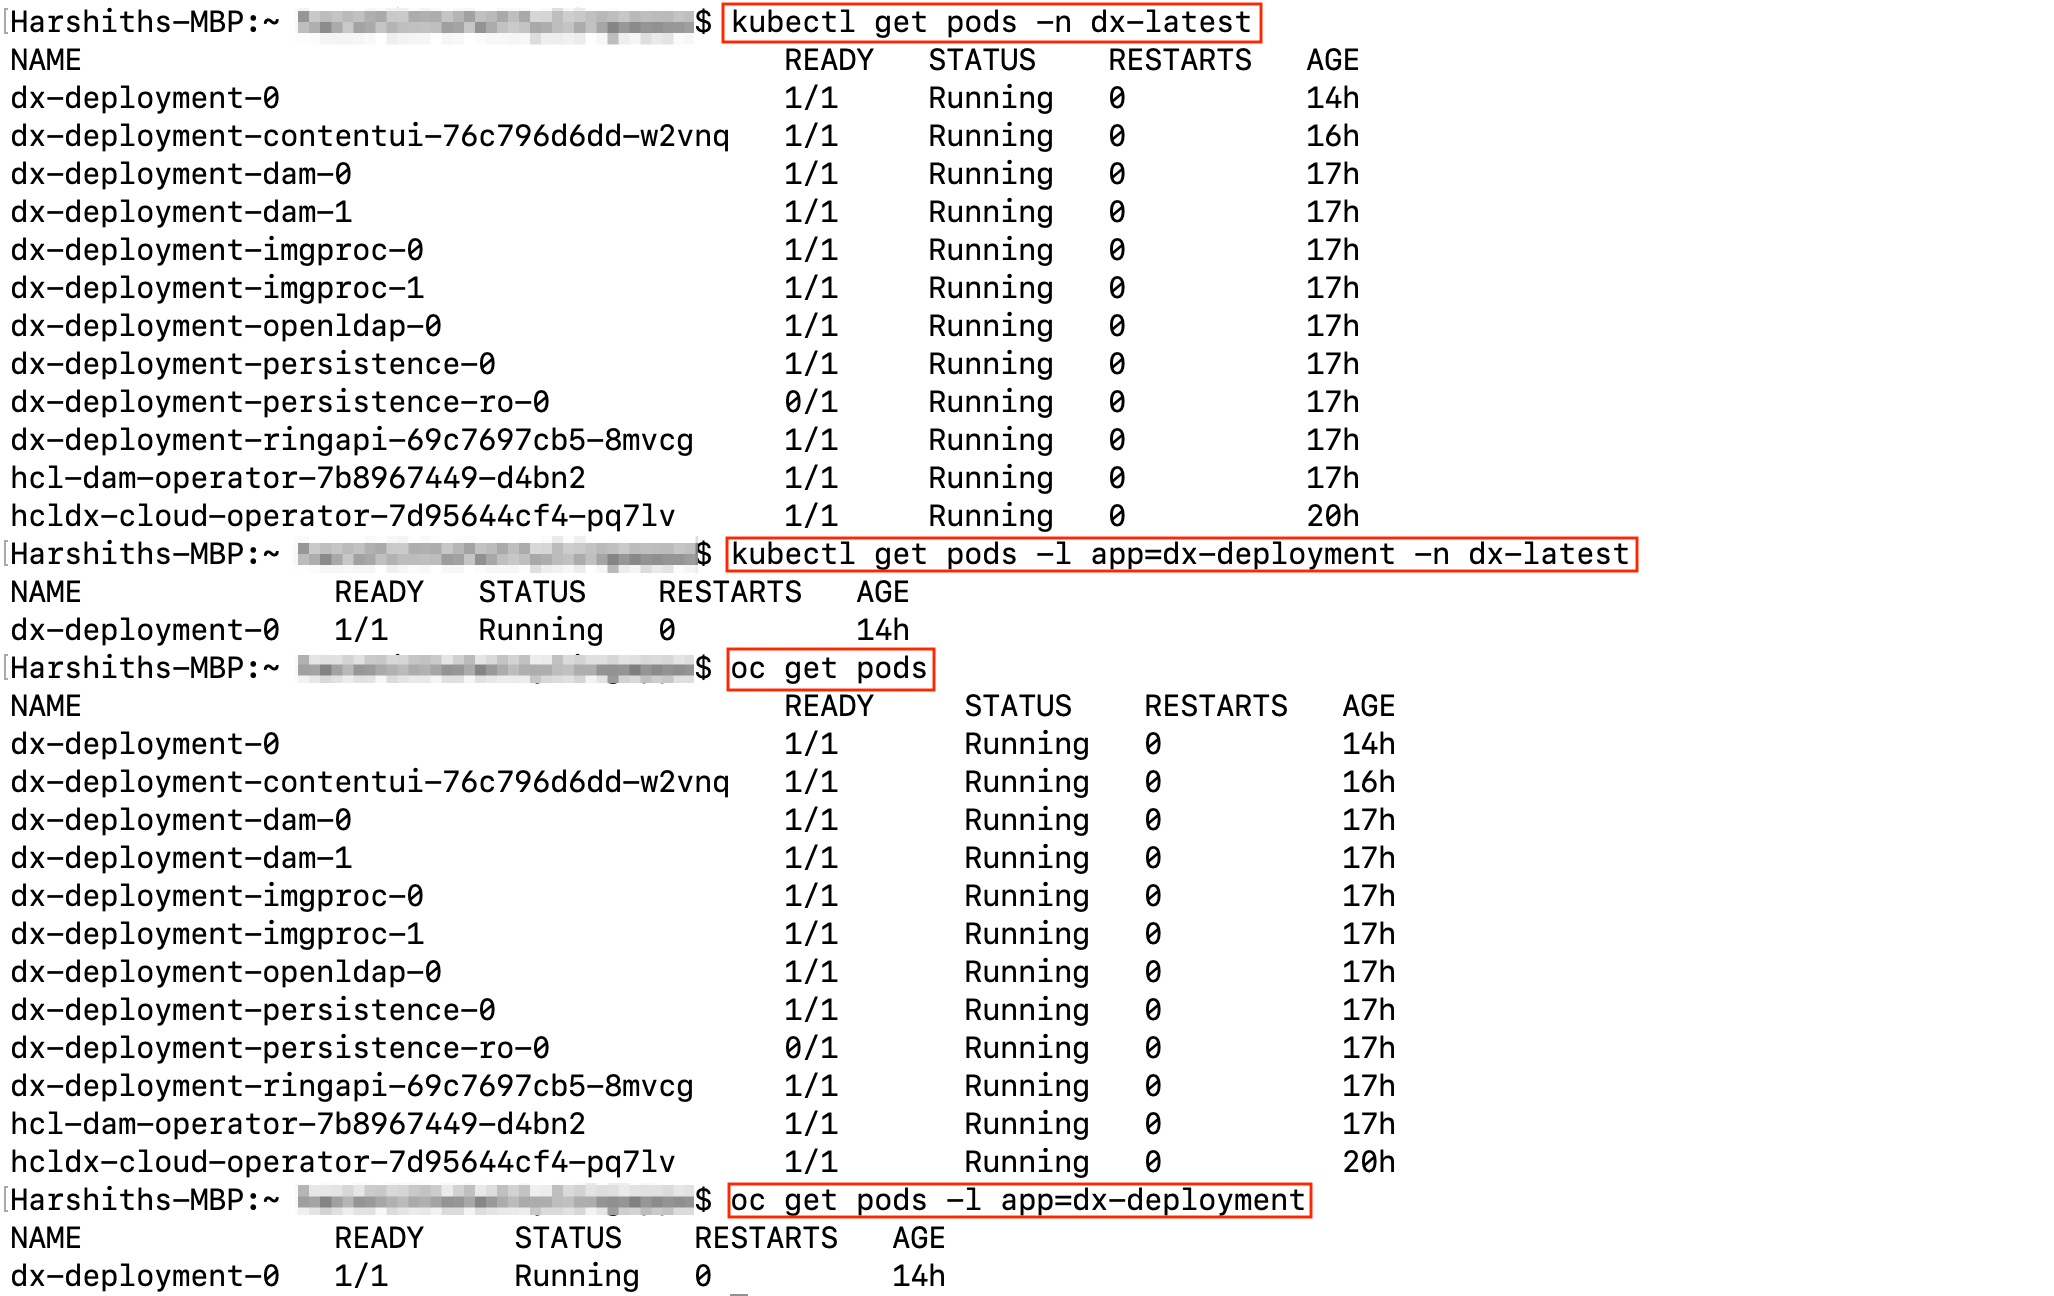 Harshiths-MBP:~ $ kubectl get pods -n dx-latest
NAME READY STATUS RESTARTS AGE
dx-deployment-0 1/1 Running 0 14h
dx-deployment-contentui-76c796d6dd-w2vnq 1/1 Running 0 16h
dx-deployment-dam-0 1/1 Running 0 17h
dx-deployment-dam-1 1/1 Running 0 17h
dx-deployment-imgproc-0 1/1 Running 0 17h
dx-deployment-imgproc-1 1/1 Running 0 17h
dx-deployment-openldap-0 1/1 Running 0 17h
dx-deployment-persistence-0 1/1 Running 0 17h
dx-deployment-persistence-ro-0 0/1 Running 0 17h
dx-deployment-ringapi-69c7697cb5-8mvcg 1/1 Running 0 17h
hcl-dam-operator-7b8967449-d4bn2 1/1 Running 0 17h
hcldx-cloud-operator-7d95644cf4-pq7lv 1/1 Running 0 20h
Harshiths-MBP:~ $ kubectl get pods -l app=dx-deployment -n dx-latest
NAME READY STATUS RESTARTS AGE
dx-deployment-0 1/1 Running 0 14h
Harshiths-MBP:~ $ oc get pods
NAME READY STATUS RESTARTS AGE
dx-deployment-0 1/1 Running 0 14h
dx-deployment-contentui-76c796d6dd-w2vnq 1/1 Running 0 16h
dx-deployment-dam-0 1/1 Running 0 17h
dx-deployment-dam-1 1/1 Running 0 17h
dx-deployment-imgproc-0 1/1 Running 0 17h
dx-deployment-imgproc-1 1/1 Running 0 17h
dx-deployment-openldap-0 1/1 Running 0 17h
dx-deployment-persistence-0 1/1 Running 0 17h
dx-deployment-persistence-ro-0 0/1 Running 0 17h
dx-deployment-ringapi-69c7697cb5-8mvcg 1/1 Running 0 17h
hcl-dam-operator-7b8967449-d4bn2 1/1 Running 0 17h
hcldx-cloud-operator-7d95644cf4-pq7lv 1/1 Running 0 20h
Harshiths-MBP:~ $ oc get pods -l app=dx-deployment
NAME READY STATUS RESTARTS AGE
dx-deployment-0 1/1 Running 0 14h